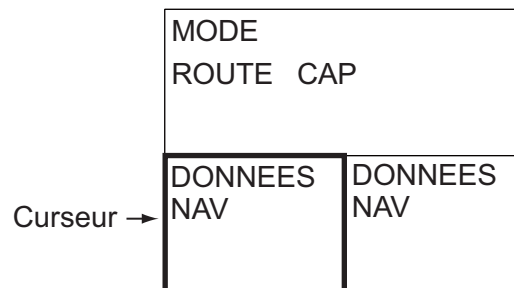 MODE
ROUTE CAP
DONNEES
NAV
DONNEES
NAV
Curseur